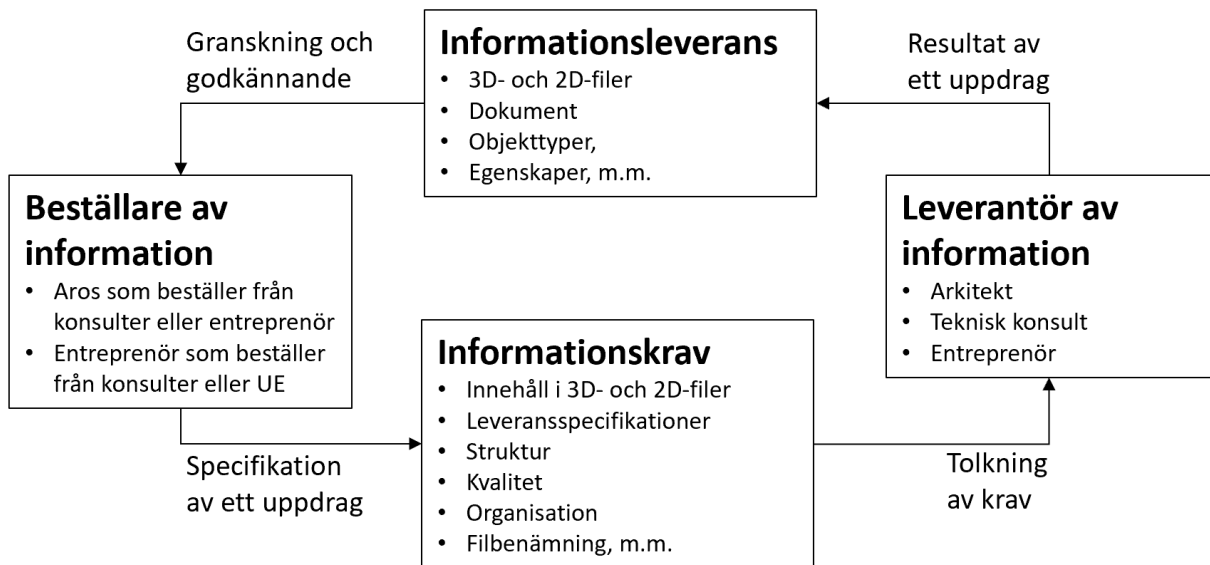 Granskning och
godkännande
Informationsleverans
• 3D- och 2D-filer
• Dokument
• Objekttyper,
• Egenskaper, m.m.
Resultat av
ett uppdrag
Beställare av
information
• Aros som beställer från
konsulter eller entreprenör
• Entreprenör som beställer
från konsulter eller UE
Leverantör av
information
• Arkitekt
• Teknisk konsult
• Entreprenör
Informationskrav
• Innehåll i 3D- och 2D-filer
• Leveransspecifikationer
• Struktur
• Kvalitet
• Organisation
• Filbenämning, m.m.
Specifikation
av ett uppdrag
Tolkning
av krav